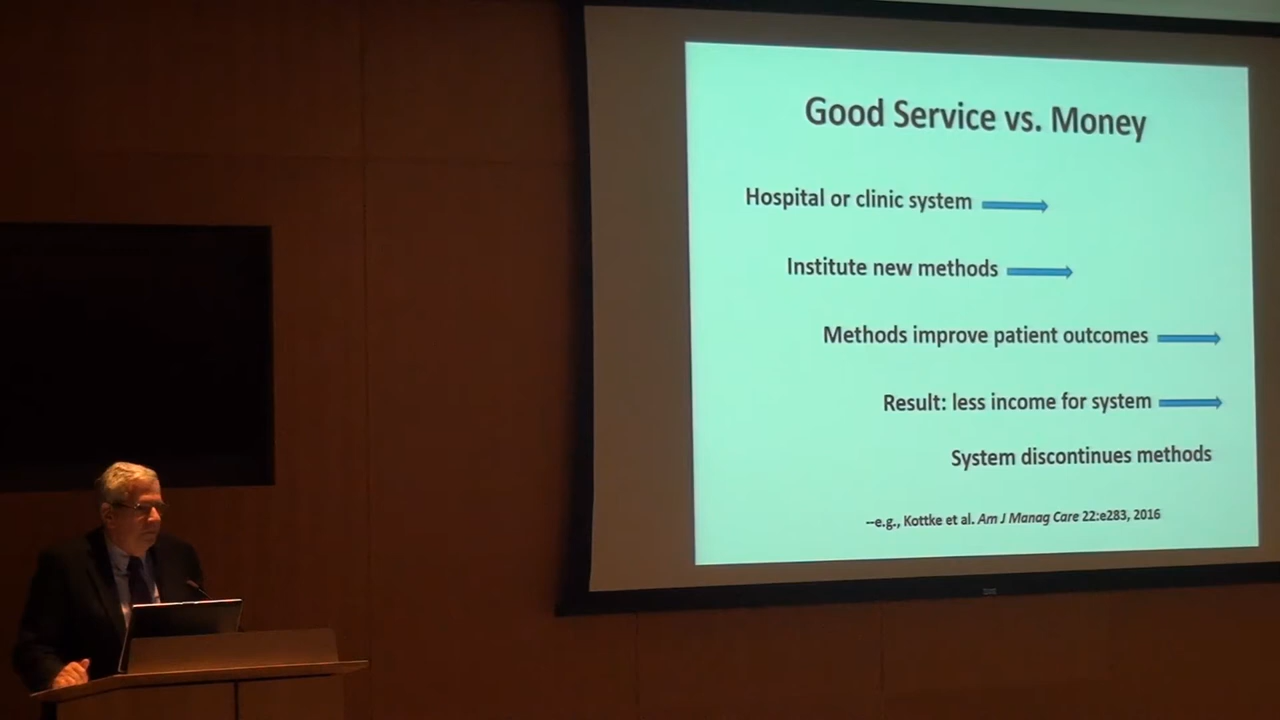 Good Service vs. Money
Hospital or clinic system
Institute new methods
Methods improve patient outcomes
Result: less income for system
System discontinues methods
--e.g., Kottke et al. Am J Manag Care 22:e283, 2016